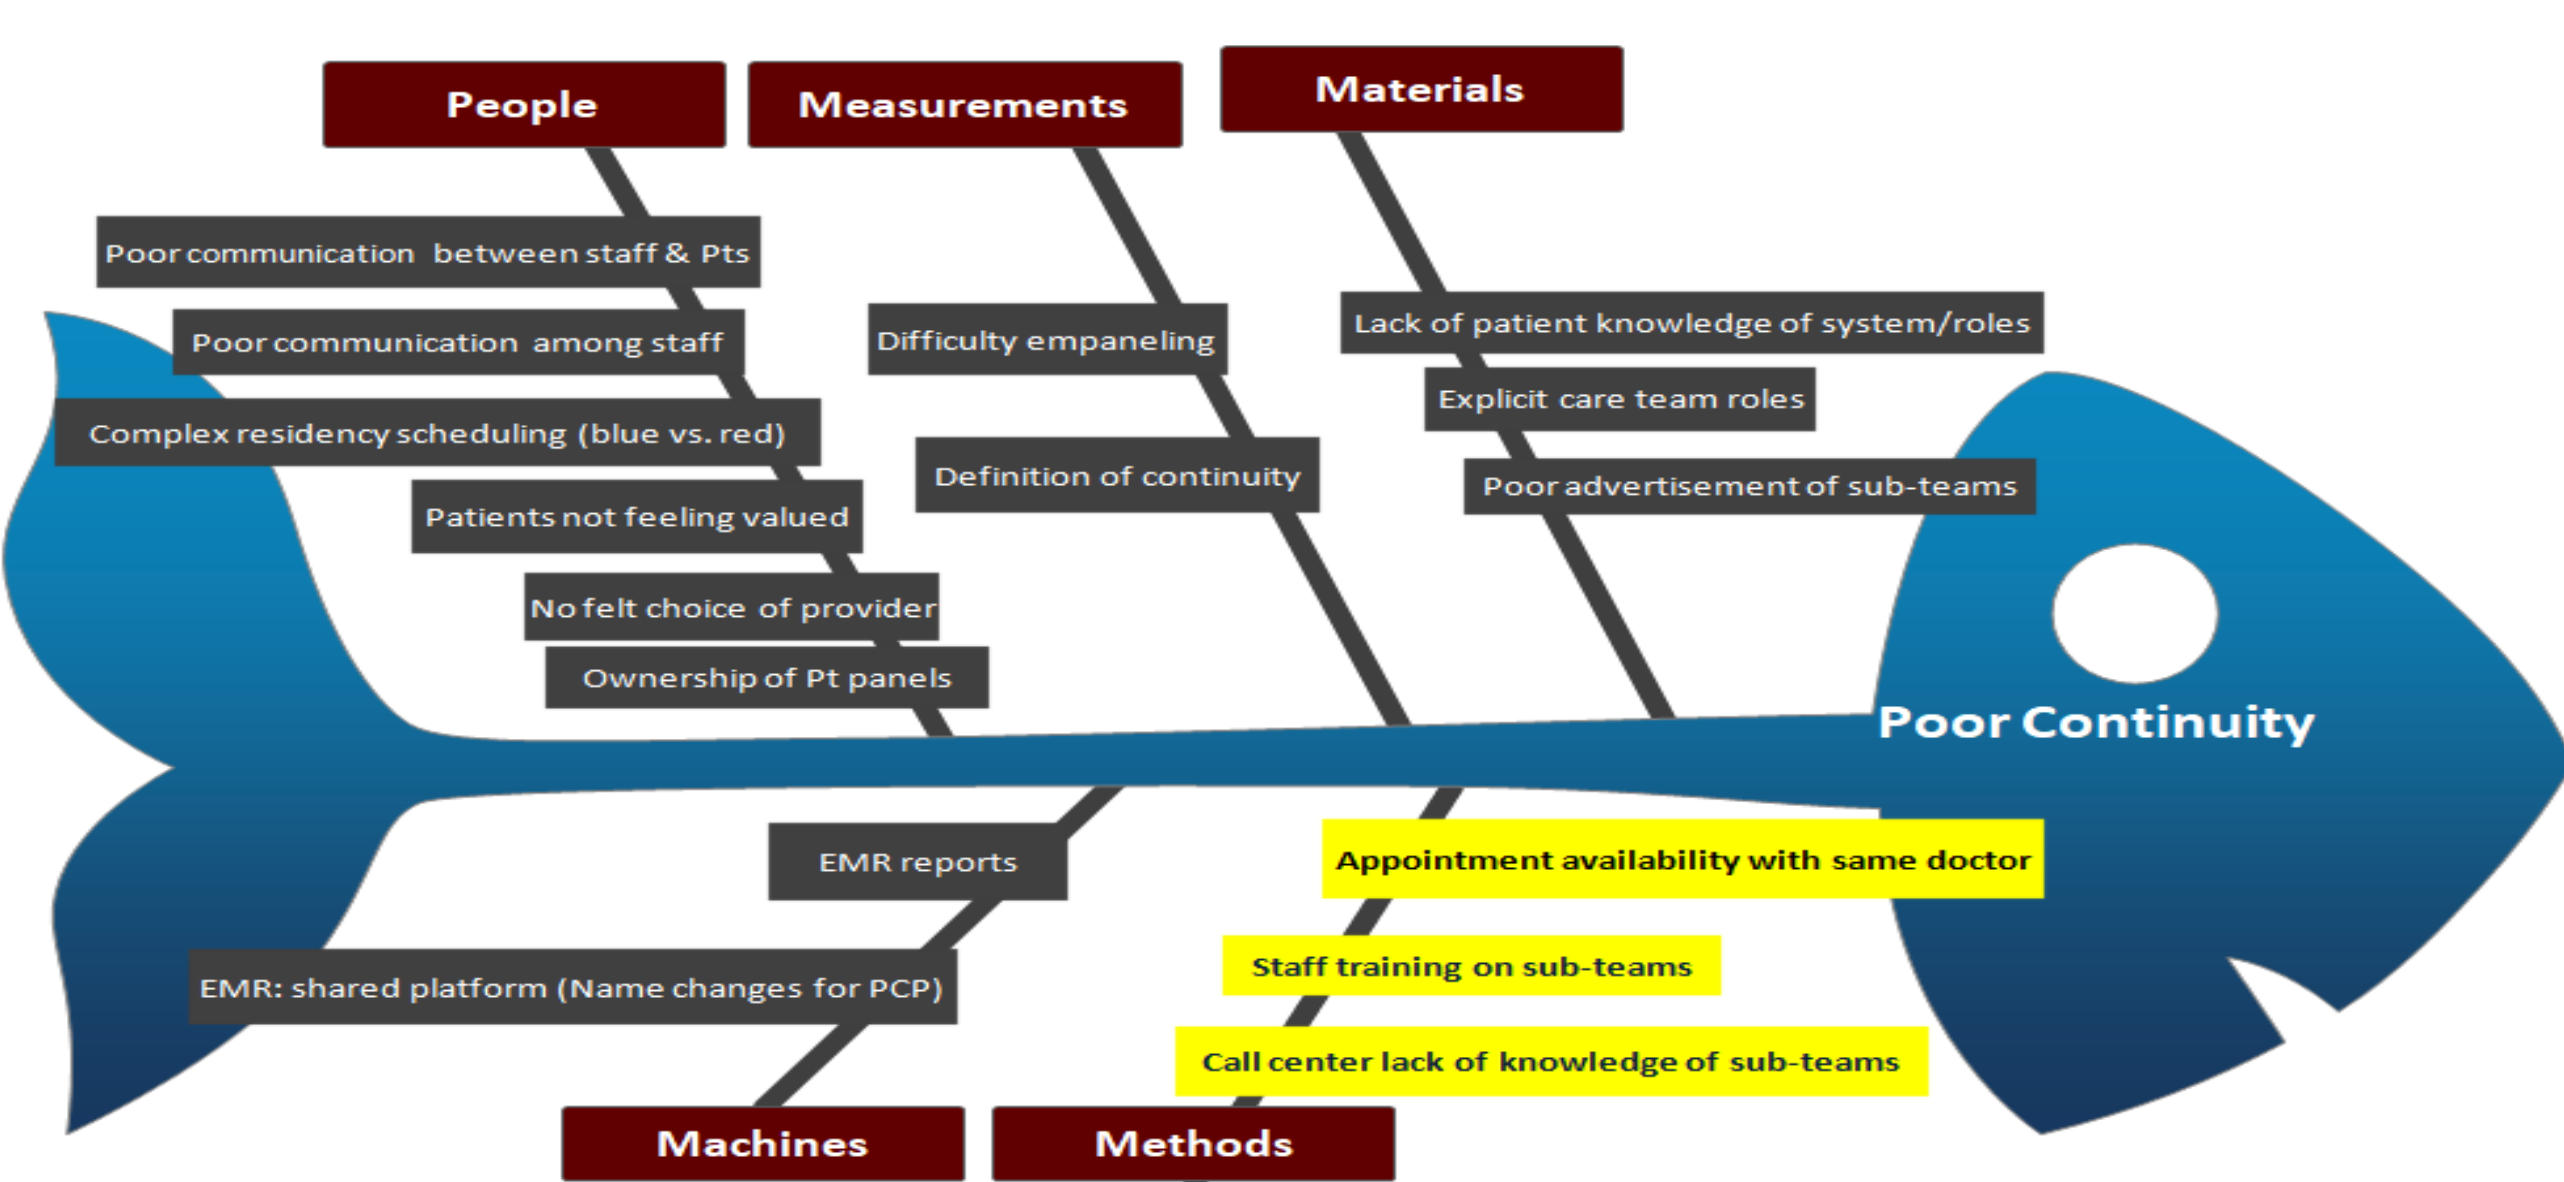 People
Measurements
Materials
Poor communication between staff & Pts
Poor communication among staff
Complex residency scheduling (blue vs. red)
Patients not feeling valued
No felt choice of provider
Ownership of Pt panels
Difficulty empaneling
Definition of continuity
Lack of patient knowledge of system/roles
Explicit care team roles
Poor advertisement of sub-teams
Poor Continuity
EMR reports
EMR: shared platform (Name changes for PCP)
Appointment availability with same doctor
Staff training on sub-teams
Call center lack of knowledge of sub-teams
Machines
Methods